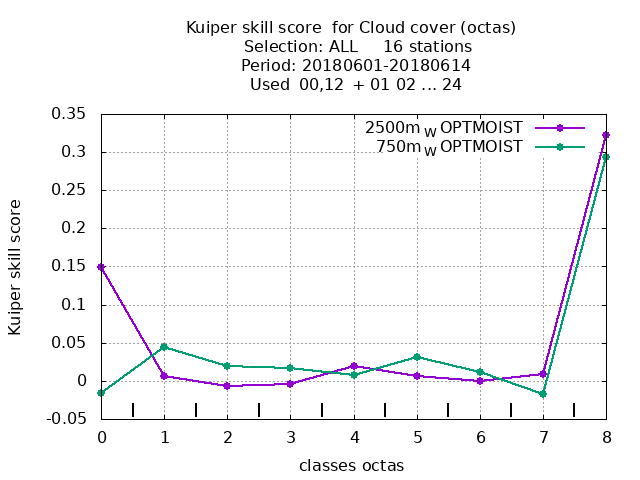 Kuiper skill score  for Cloud cover (octas)
Selection: ALL     16 stations
Period: 20180601-20180614
Used  00,12  + 01 02 ... 24
2500m_W OPTMOIST
750m_W OPTMOIST
0.35
0.3
0.25
0.2
0.15
0.1
0.05
0
-0.05
Kuiper skill score
0 1 2 3 4 5 6 7 8
classes octas